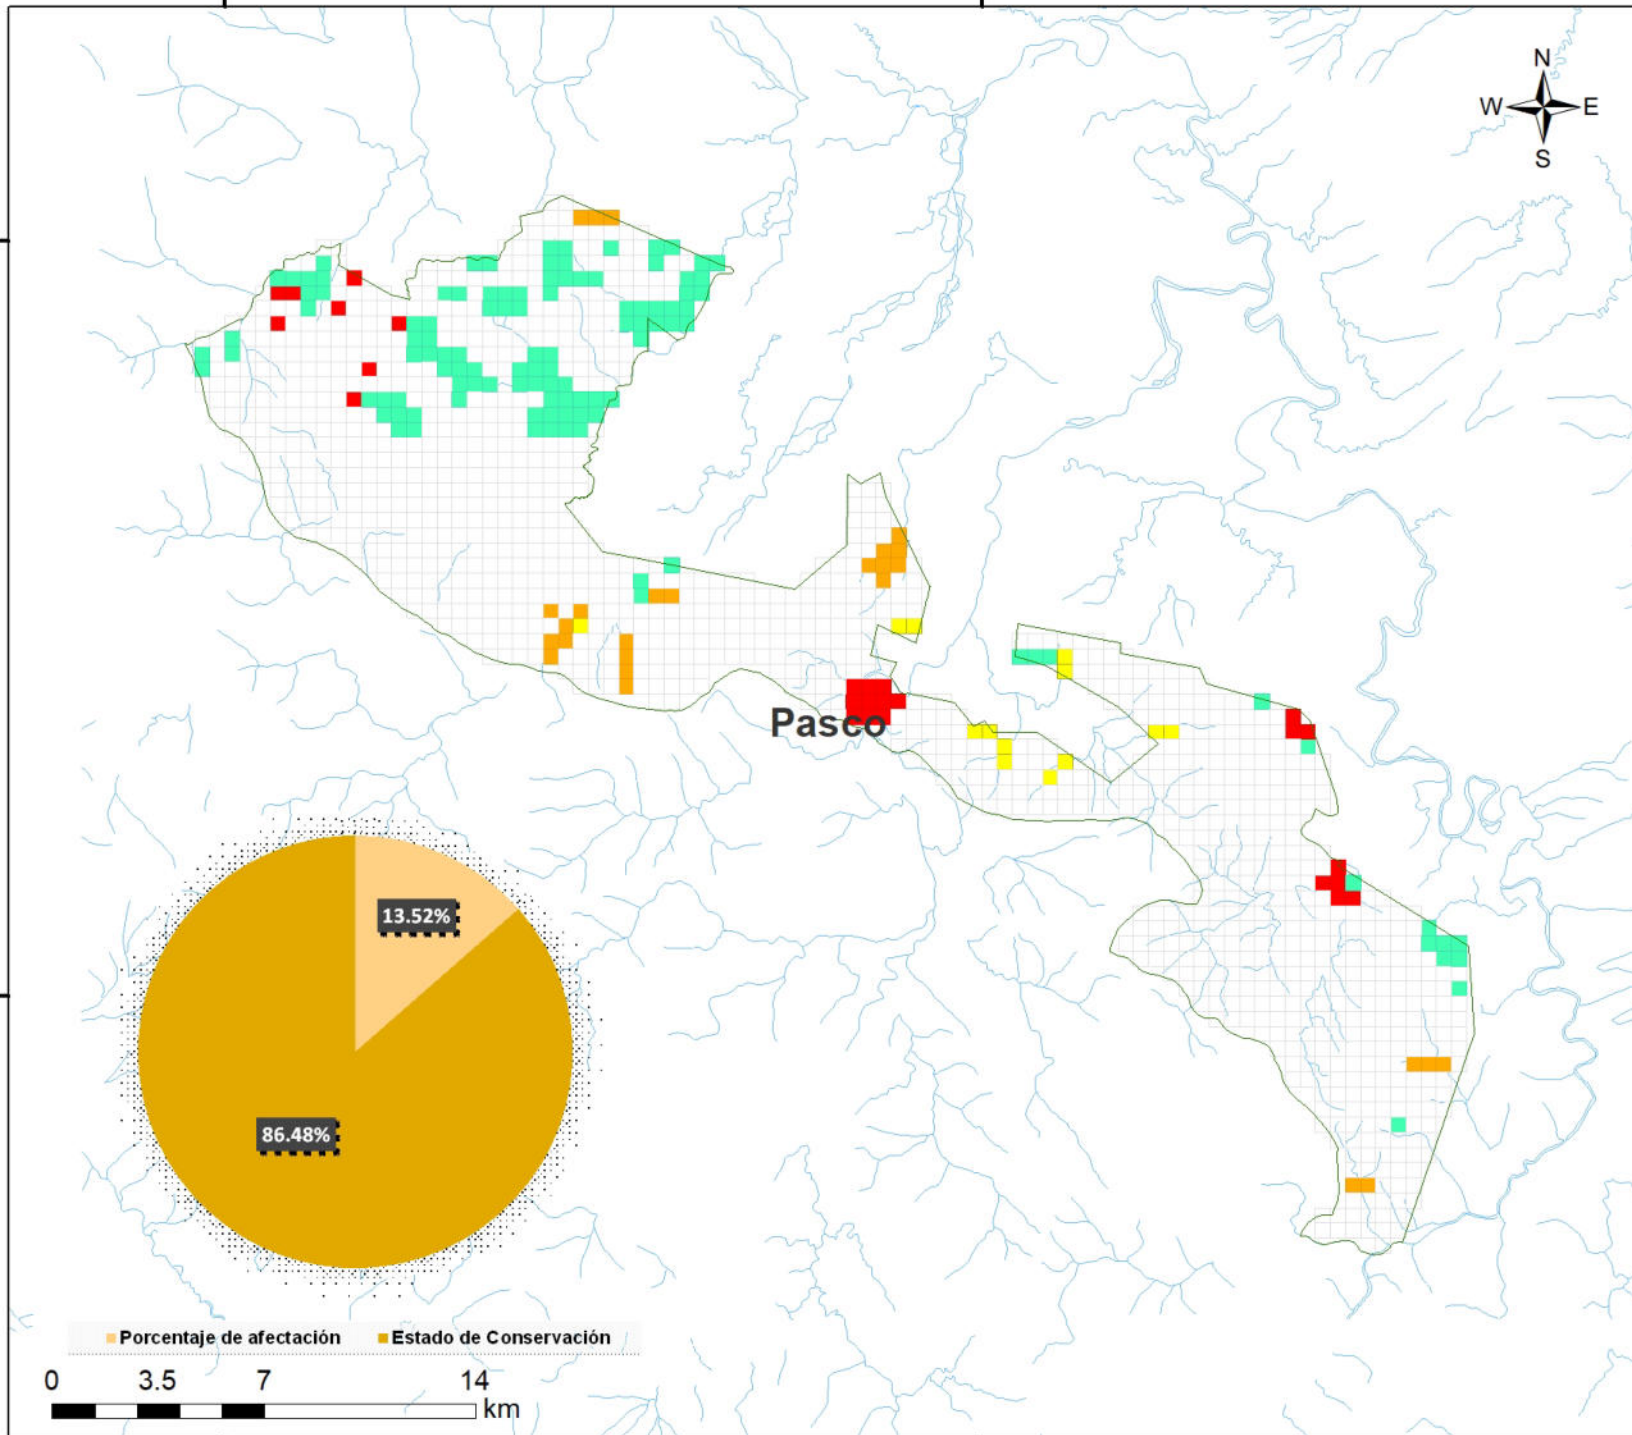 N
W E
S
Pasco
13.52%
86.48%
Porcentaje de afectación Estado de Conservación
0 3.5 7 14
km